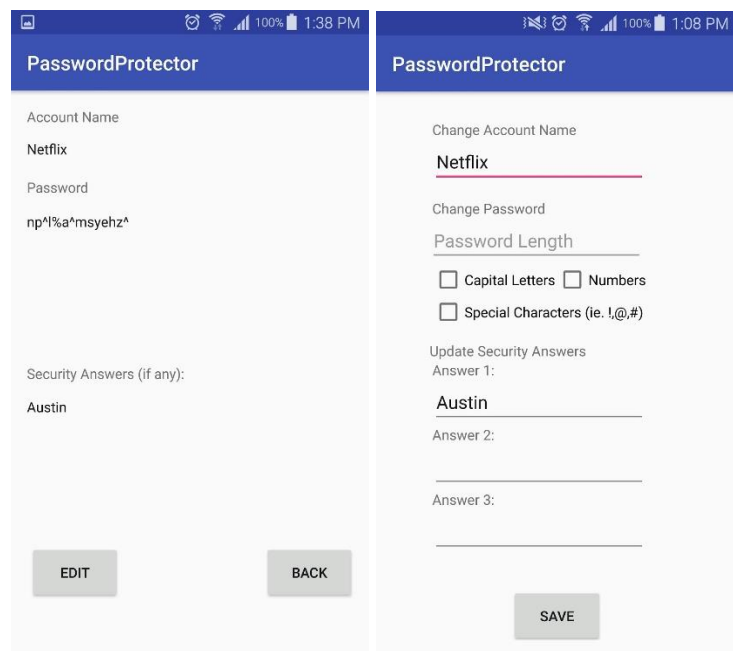 100% 1:38 PM
PasswordProtector
Account Name
Netflix
Password
np^l%a^msyehz^
Security Answers (if any):
Austin
EDIT BACK
100% 1:08 PM
PasswordProtector
Change Account Name
Netflix
Change Password
Password Length
Capital Letters Numbers
Special Characters (ie. !,@,#)
Update Security Answers
Answer 1:
Austin
Answer 2:
Answer 3:
SAVE